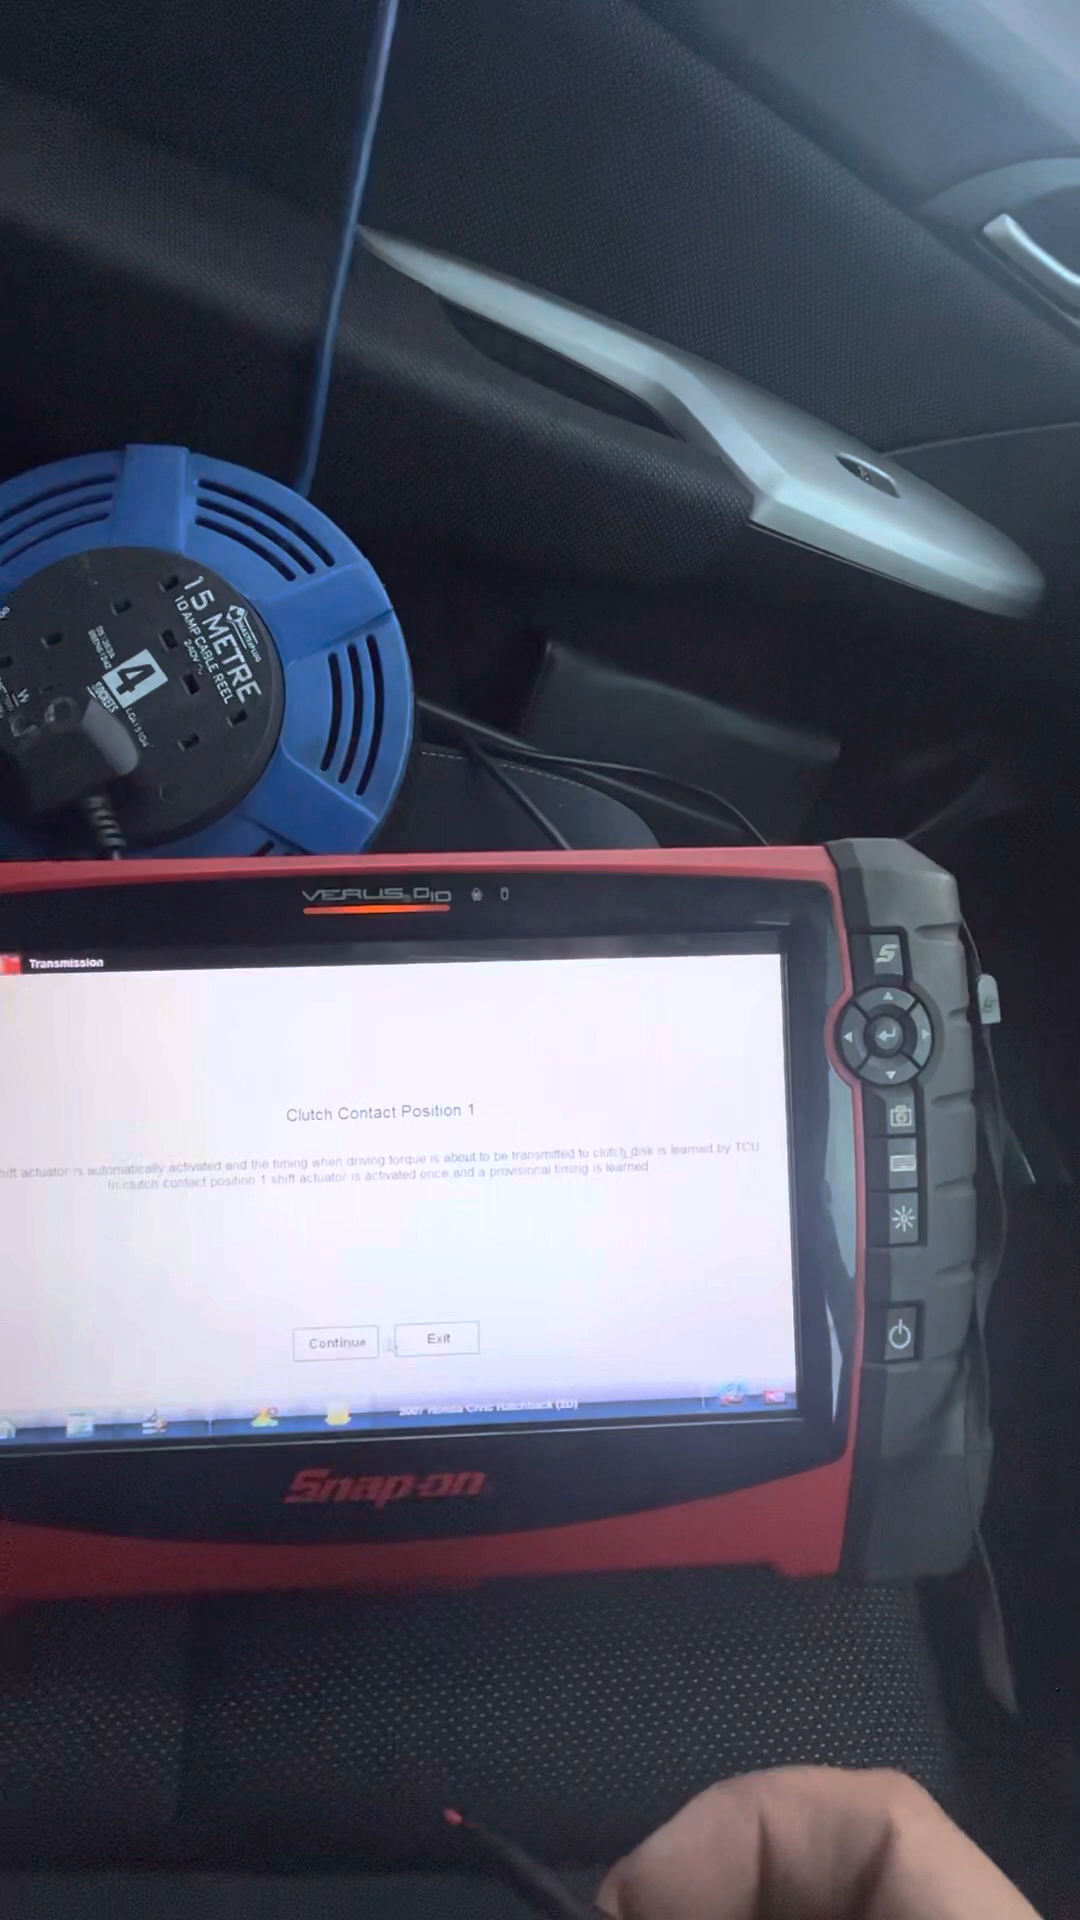 MASTERPLUG
15 METRE
10 AMP CABLE REEL
240V~
4
SOCKETS
VERUS PRO
Transmission
Clutch Contact Position 1
actuator is automatically activated and the timing when driving torque is about to be transmitted to clutch disk is learned by TCU
In clutch contact position 1 shift actuator is activated once and a provisional timing is learned
Continue
Exit
2007 Honda Civic Hatchback
Snap-on